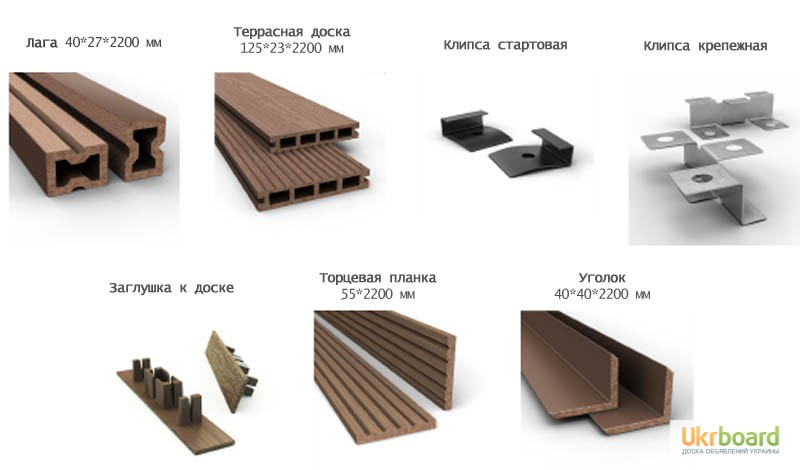 Лага 40*27*2200 мм
Террасная доска
125*23*2200 мм
Клипса стартовая
Клипса крепежная
Заглушка к доске
Торцевая планка
55*2200 мм
Уголок
40*40*2200 мм
Ukrboard
ДОСКА ОБЪЯВЛЕНИЙ УКРАИНЫ